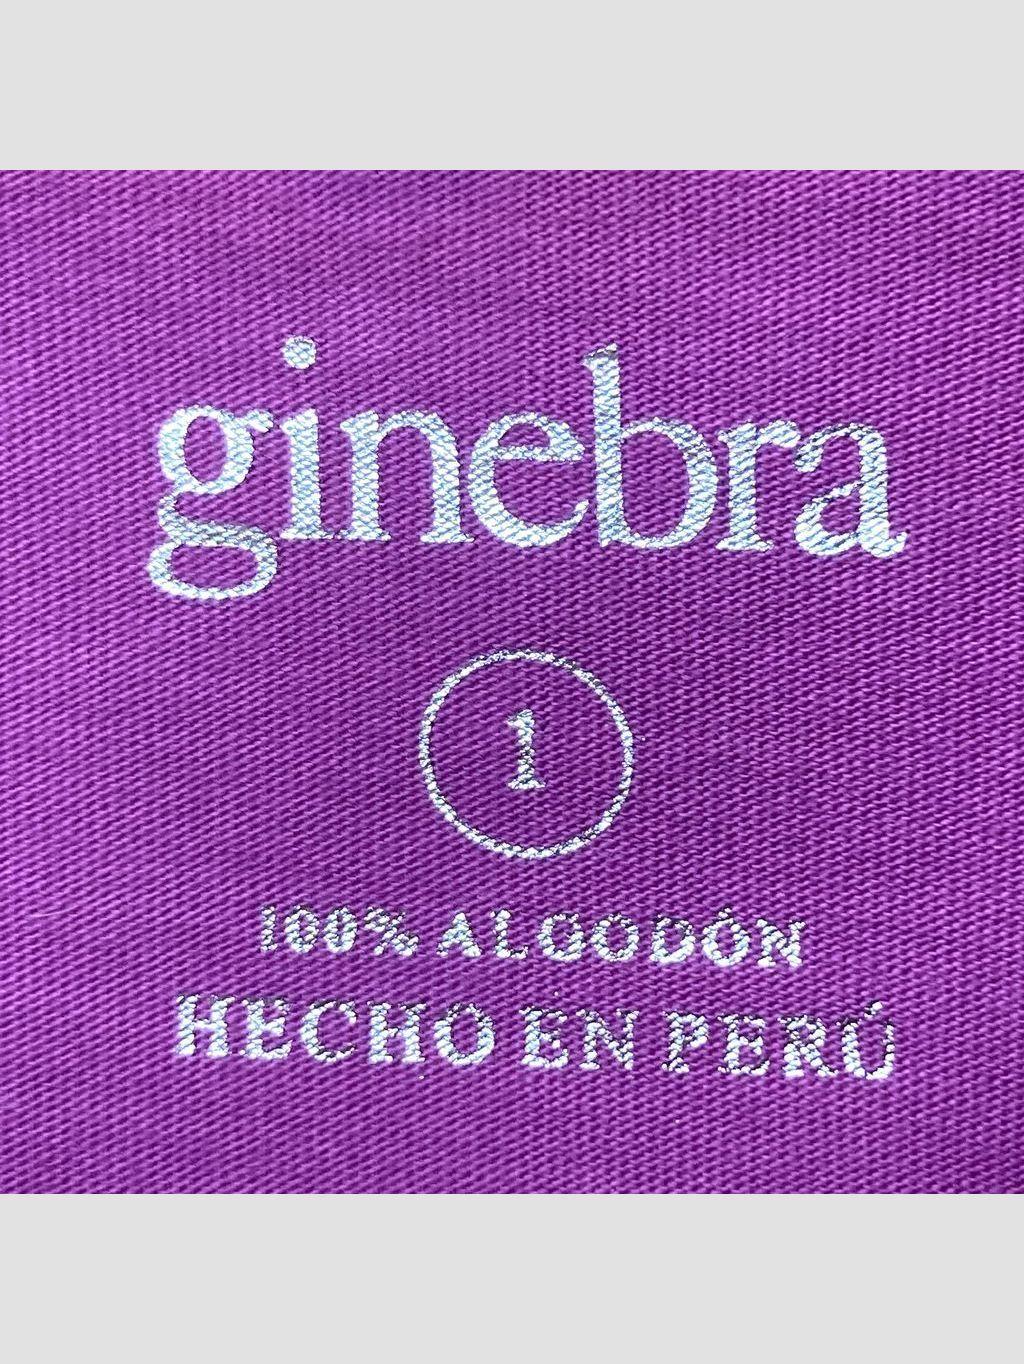 ginebra
1
100% ALGODÓN
HECHO EN PERÚ